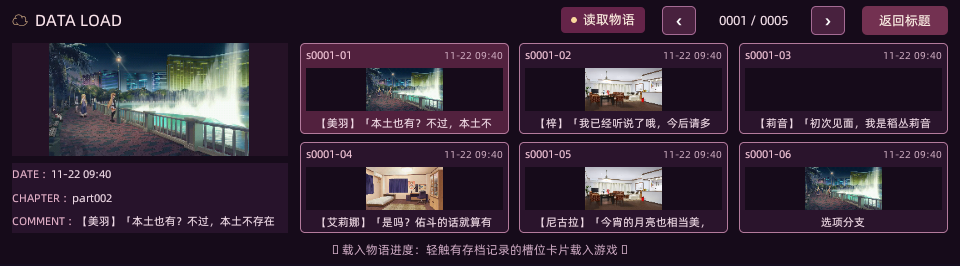 DATA LOAD
读取物语
‹
0001 / 0005
›
返回标题
DATE : 11-22 09:40
CHAPTER : part002
COMMENT : 【美羽】「本土也有？不过，本土不存在
s0001-01 11-22 09:40
【美羽】「本土也有？不过，本土不
s0001-02 11-22 09:40
【梓】「我已经听说了哦，今后请多
s0001-03 11-22 09:40
【莉音】「初次见面，我是稻丛莉音
s0001-04 11-22 09:40
【艾莉娜】「是吗？佑斗的话就算有
s0001-05 11-22 09:40
【尼古拉】「今宵的月亮也相当美，
s0001-06 11-22 09:40
选项分支
载入物语进度：轻触有存档记录的槽位卡片载入游戏